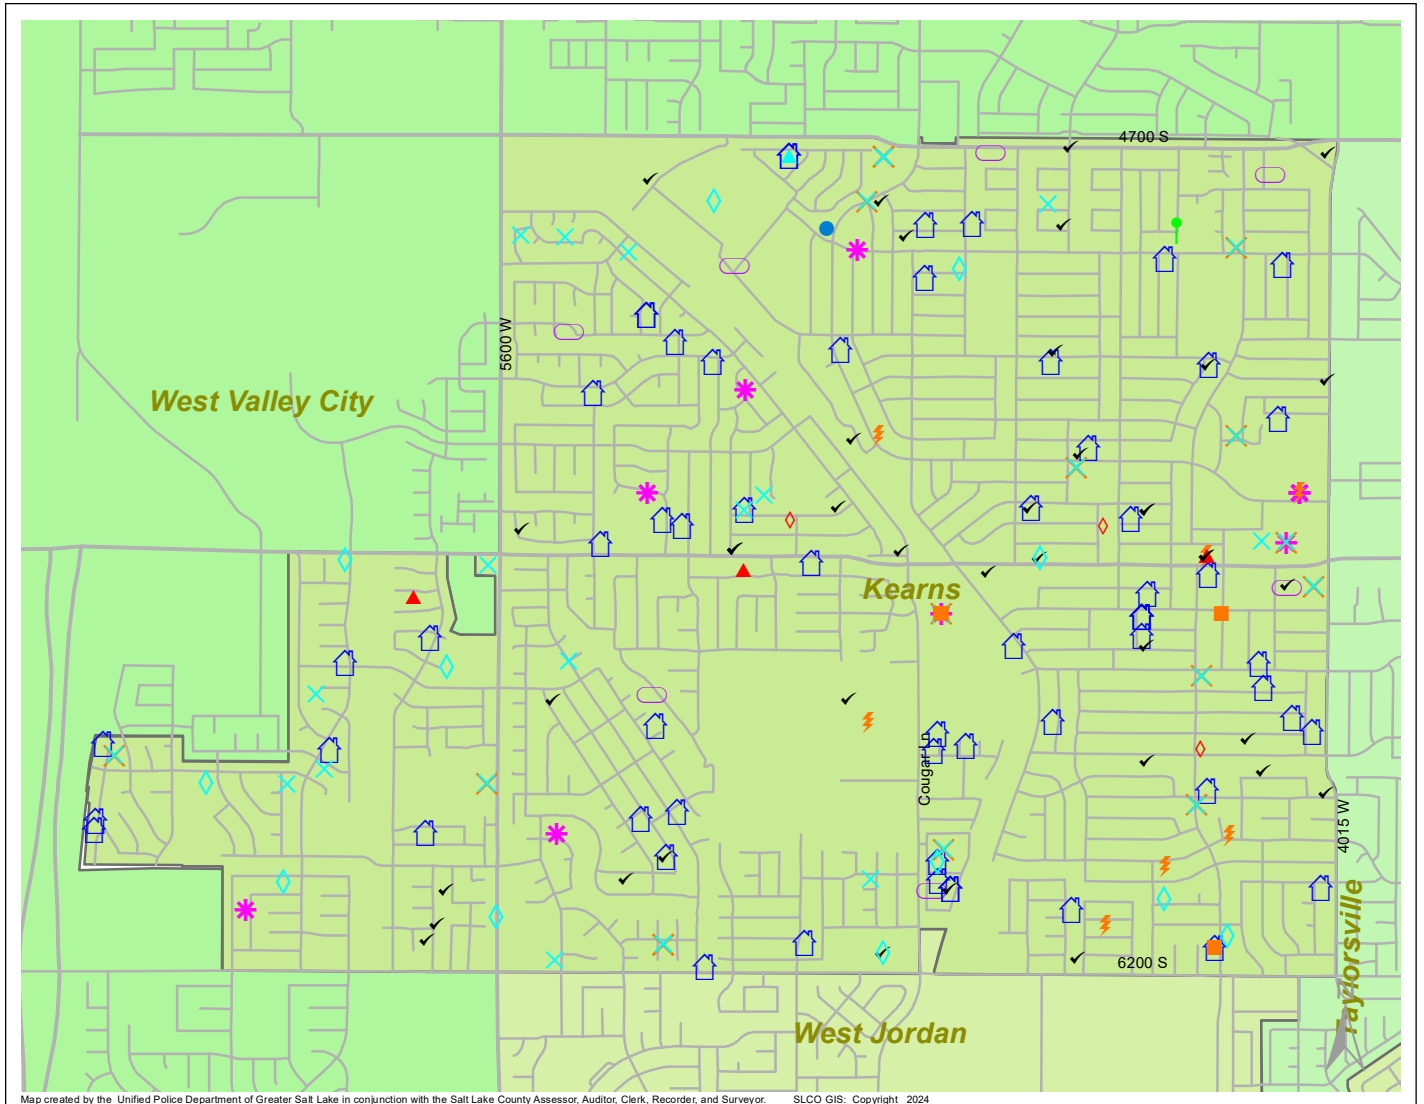 4700 S
5600 W
West Valley City
Kearns
Cougar Ln
4015 W
Taylorsville
6200 S
West Jordan
Map created by the Unified Police Department of Greater Salt Lake in conjunction with the Salt Lake County Assessor, Auditor, Clerk, Recorder, and Surveyor. SLCO GIS: Copyright 2024